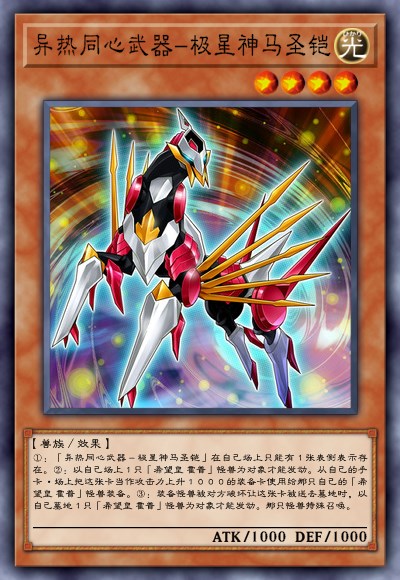 异热同心武器-极星神马圣铠
光
【兽族/效果】
①：「异热同心武器-极星神马圣铠」在自己场上只能有1张表侧表示存
在。②：以自己场上1只「希望皇 霍普」怪兽为对象才能发动。从自己的手
卡·场上把这张卡当作攻击力上升1000的装备卡使用给那只自己的「希
望皇 霍普」怪兽装备。③：装备怪兽被对方破坏让这张卡被送去墓地时，以
自己墓地1只「希望皇 霍普」怪兽为对象才能发动。那只怪兽特殊召唤。
ATK/1000 DEF/1000